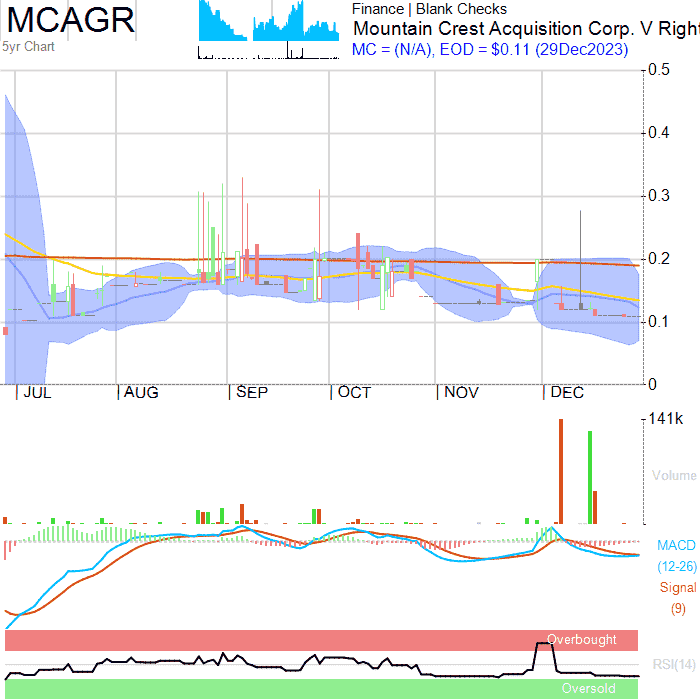 MCAGR
5yr Chart
Finance | Blank Checks
Mountain Crest Acquisition Corp. V Right
MC = (N/A), EOD = $0.11 (29Dec2023)
0.5
0.4
0.3
0.2
0.1
0
JUL AUG SEP OCT NOV DEC
141k
Volume
MACD
(12-26)
Signal
(9)
Overbought
RSI(14)
Oversold